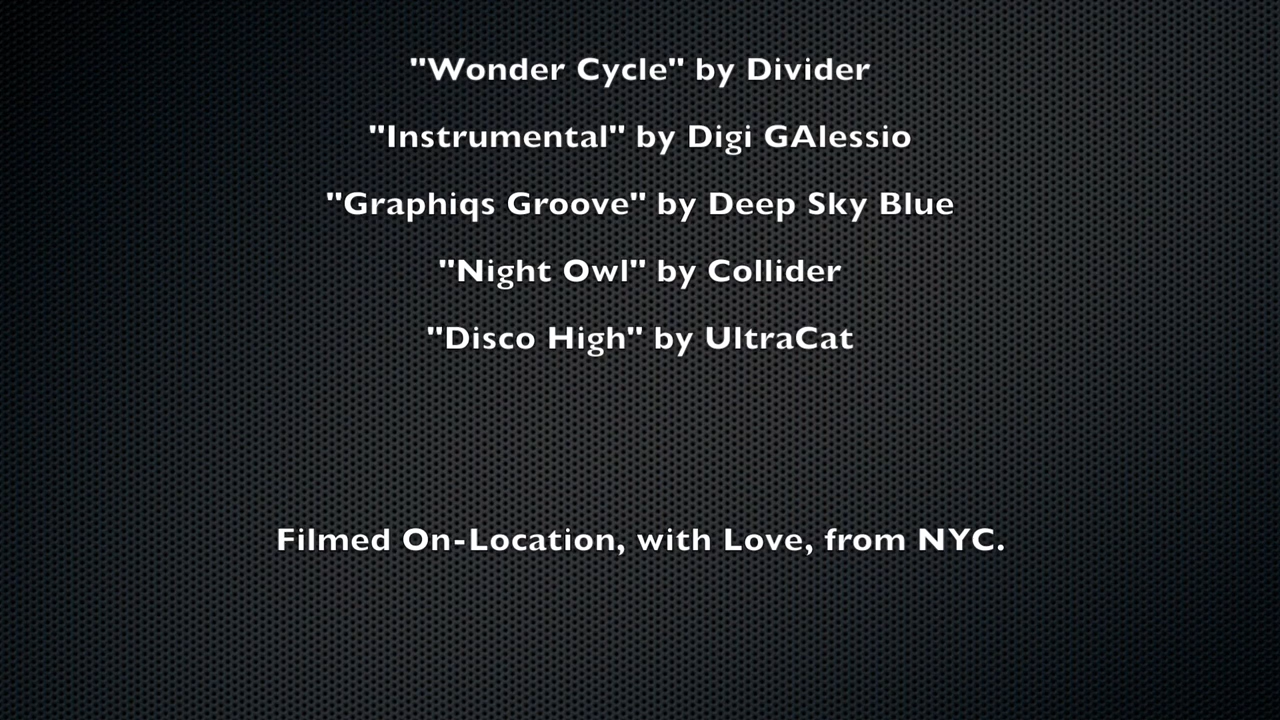 "Wonder Cycle" by Divider
"Instrumental" by Digi GAlessio
"Graphiqs Groove" by Deep Sky Blue
"Night Owl" by Collider
"Disco High" by UltraCat
Filmed On-Location, with Love, from NYC.